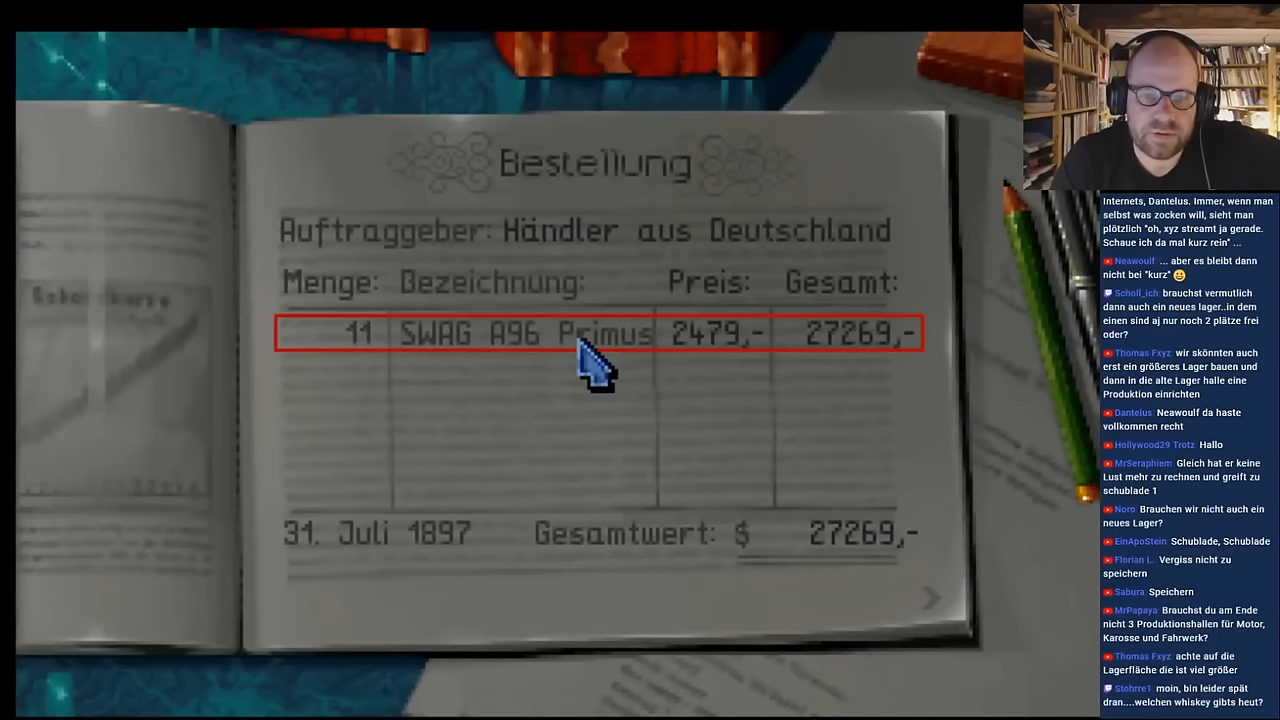 Bestellung
Auftraggeber: Händler aus Deutschland
Menge: Bezeichnung: Preis: Gesamt:
11 SWAG A96 Primus 2479,- 27269,-
31. Juli 1897 Gesamtwert: $ 27269,-
Internets, Dantelus. Immer, wenn man
selbst was zocken will, sieht man
plötzlich "oh, xyz streamt ja gerade.
Schaue ich da mal kurz rein" ...
Neawoulf ... aber es bleibt dann
nicht bei "kurz" 😀
Scholl_ich brauchst vermutlich
dann auch ein neues lager..in dem
einen sind aj nur noch 2 plätze frei
oder?
Thomas Fxyz wir skönnten auch
erst ein größeres Lager bauen und
dann in die alte Lager halle eine
Produktion einrichten
Dantelus Neawoulf da haste
vollkommen recht
Hollywood29 Trotz Hallo
MrSeraphiem Gleich hat er keine
Lust mehr zu rechnen und greift zu
schublade 1
Noro Brauchen wir nicht auch ein
neues Lager?
EinApoStein Schublade, Schublade
Florian L. Vergiss nicht zu
speichern
Sabura Speichern
MrPapaya Brauchst du am Ende
nicht 3 Produktionshallen für Motor,
Karosse und Fahrwerk?
Thomas Fxyz achte auf die
Lagerfläche die ist viel größer
Stohrre1 moin, bin leider spät
dran....welchen whiskey gibts heut?